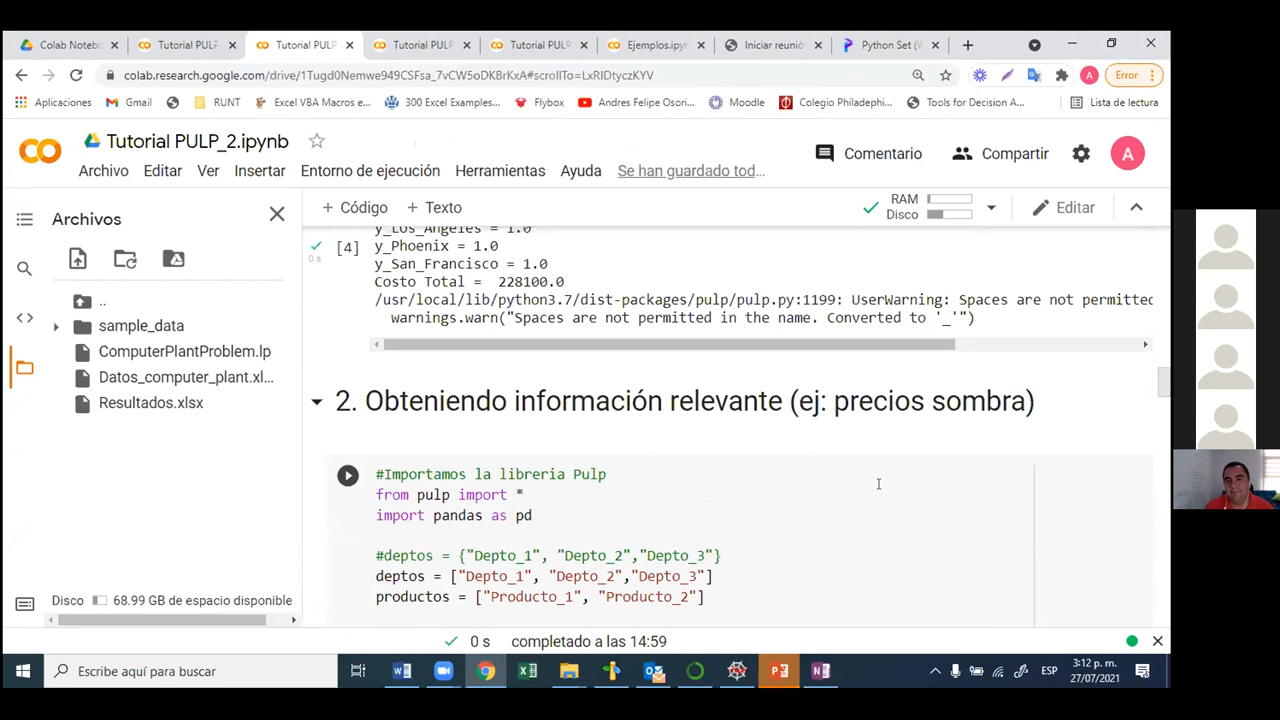 Colab Noteb
Tutorial PULP
Tutorial PULP
Tutorial PULP
Tutorial PULP
Ejemplos.ipyn
Iniciar reunió
Python Set (V
colab.research.google.com/drive/1Tugd0Nemwe949CSFsa_7vCW5oDKBrKxA#scrollTo=LxRIDtyczKYV
A
Error
Aplicaciones
Gmail
RUNT
Excel VBA Macros e...
300 Excel Examples...
Flybox
Andres Felipe Osori...
Moodle
Colegio Philadelphi...
Tools for Decision A...
Lista de lectura
Tutorial PULP_2.ipynb
Comentario
Compartir
A
Archivo Editar Ver Insertar Entorno de ejecución Herramientas Ayuda Se han guardado tod...
Archivos
+ Código + Texto
RAM
Disco
Editar
..
sample_data
ComputerPlantProblem.lp
Datos_computer_plant.xl...
Resultados.xlsx
0 s
[4]
y_Los_Angeles = 1.0
y_Phoenix = 1.0
y_San_Francisco = 1.0
Costo Total = 228100.0
/usr/local/lib/python3.7/dist-packages/pulp/pulp.py:1199: UserWarning: Spaces are not permitted
warnings.warn("Spaces are not permitted in the name. Converted to '_'")
2. Obteniendo información relevante (ej: precios sombra)
#Importamos la libreria Pulp
from pulp import *
import pandas as pd
#deptos = {"Depto_1", "Depto_2","Depto_3"}
deptos = ["Depto_1", "Depto_2","Depto_3"]
productos = ["Producto_1", "Producto_2"]
Disco 68.99 GB de espacio disponible
0 s completado a las 14:59
Escribe aquí para buscar
ESP
3:12 p. m.
27/07/2021